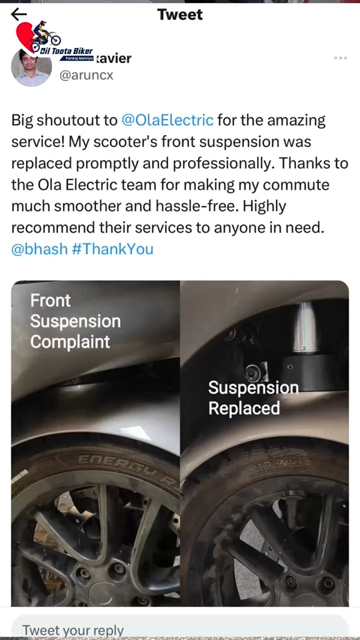 Tweet
Dil Toota Biker
Pankaj Mehriya
xavier
@aruncx
Big shoutout to @OlaElectric for the amazing
service! My scooter's front suspension was
replaced promptly and professionally. Thanks to
the Ola Electric team for making my commute
much smoother and hassle-free. Highly
recommend their services to anyone in need.
@bhash #ThankYou
Front
Suspension
Complaint
Suspension
Replaced
ENERGY R
Tweet your reply